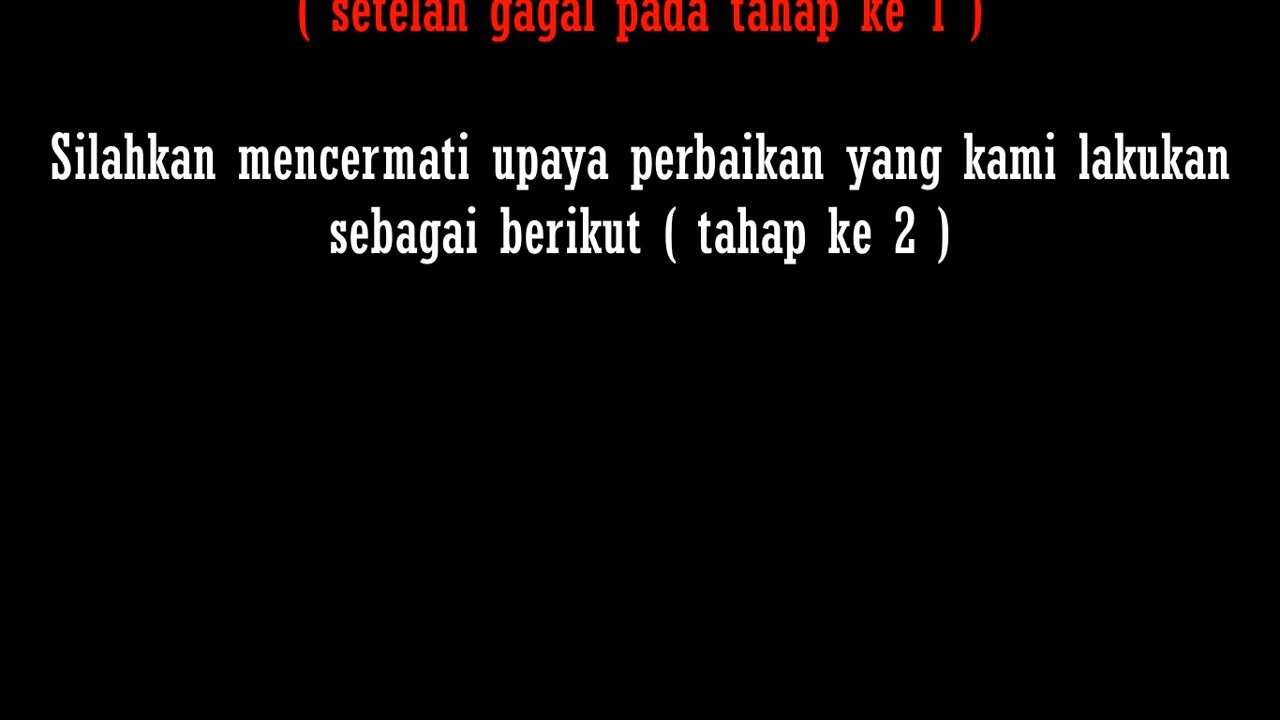 ( setelah gagal pada tahap ke 1 )
Silahkan mencermati upaya perbaikan yang kami lakukan
sebagai berikut ( tahap ke 2 )